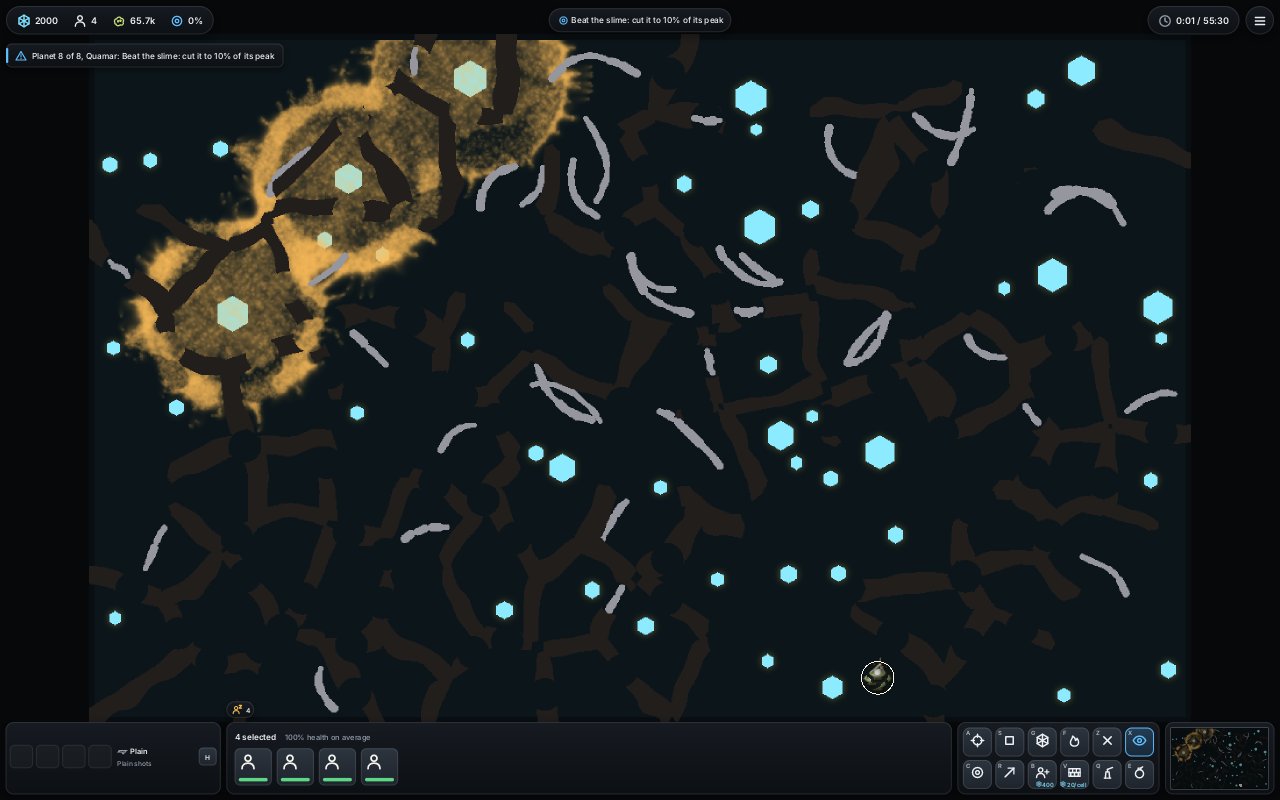 2000 4 65.7k 0%
Beat the slime: cut it to 10% of its peak
0:01 / 55:30
Planet 8 of 8, Quamar: Beat the slime: cut it to 10% of its peak
4
Plain
Plain shots
H
4 selected 100% health on average
A S G F Z X
C R B V Q E
400 20/cell